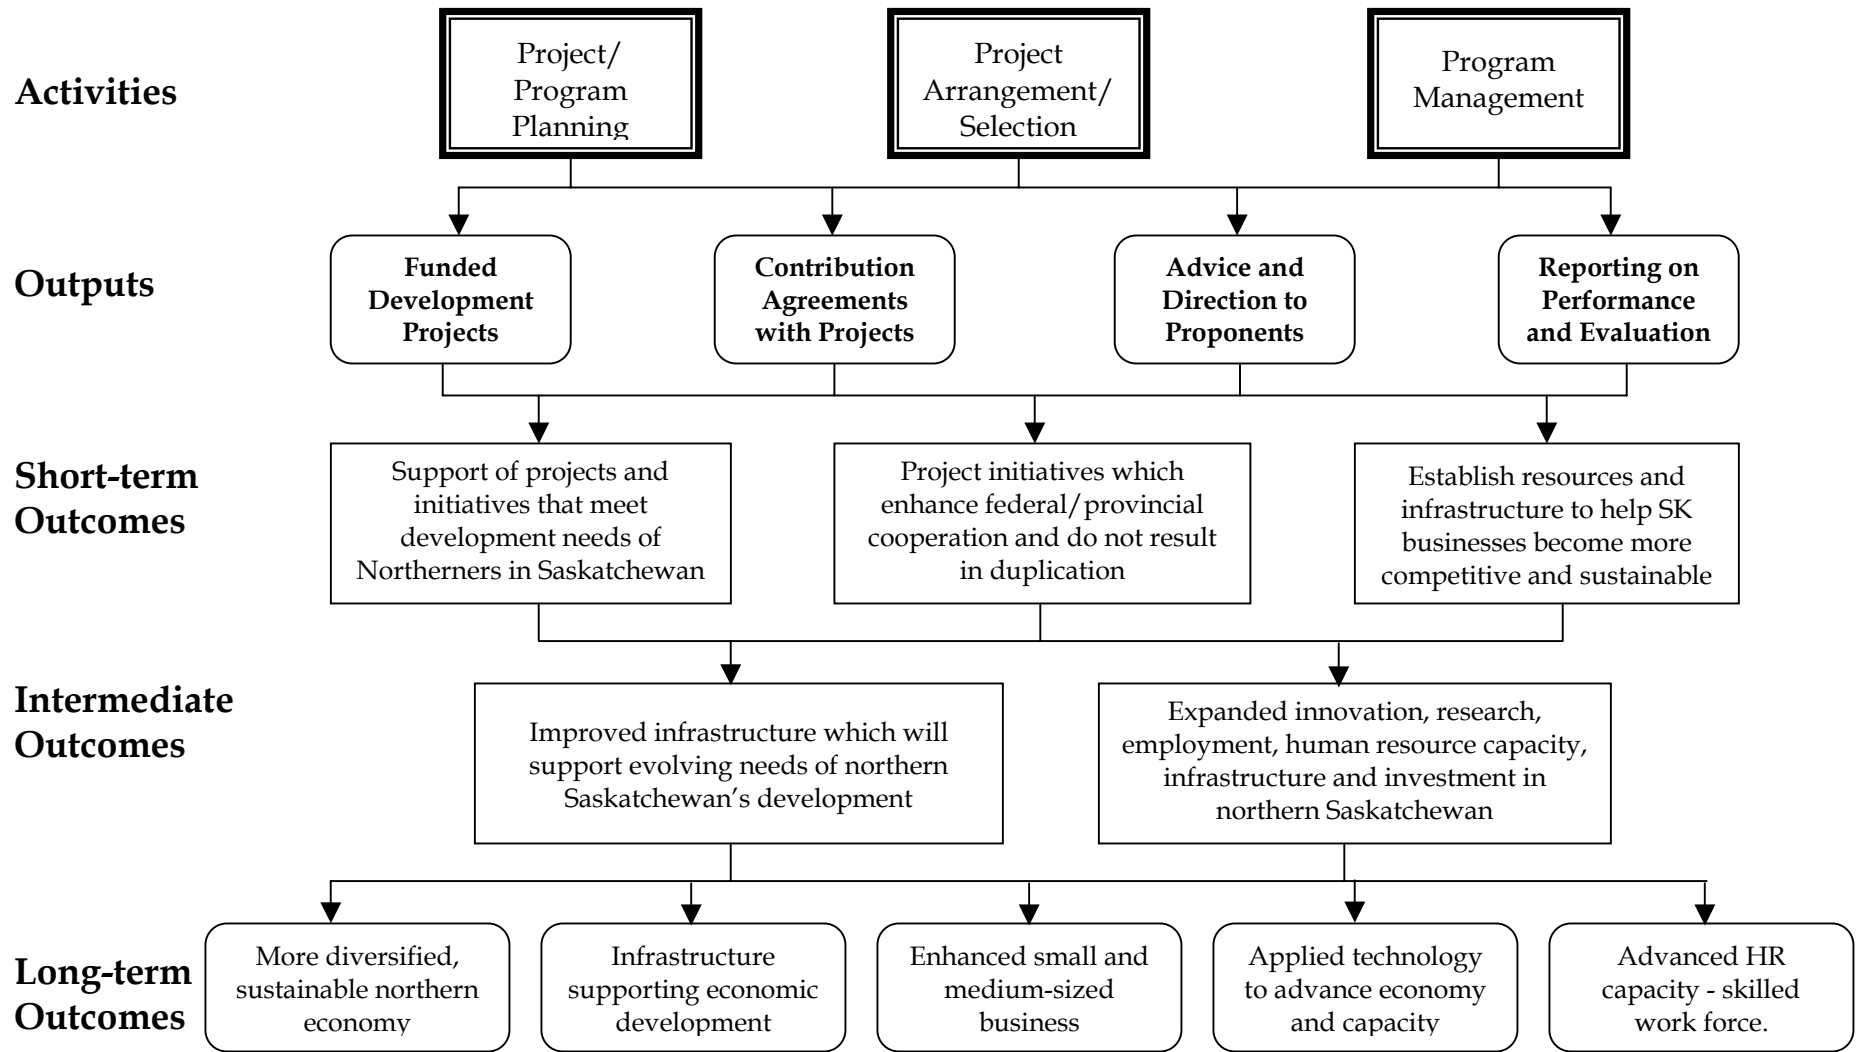 Activities
Project/
Program
Planning
Project
Arrangement/
Selection
Program
Management
Outputs
Funded
Development
Projects
Contribution
Agreements
with Projects
Advice and
Direction to
Proponents
Reporting on
Performance
and Evaluation
Short-term
Outcomes
Support of projects and
initiatives that meet
development needs of
Northerners in Saskatchewan
Project initiatives which
enhance federal/provincial
cooperation and do not result
in duplication
Establish resources and
infrastructure to help SK
businesses become more
competitive and sustainable
Intermediate
Outcomes
Improved infrastructure which will
support evolving needs of northern
Saskatchewan’s development
Expanded innovation, research,
employment, human resource capacity,
infrastructure and investment in
northern Saskatchewan
Long-term
Outcomes
More diversified,
sustainable northern
economy
Infrastructure
supporting economic
development
Enhanced small and
medium-sized
business
Applied technology
to advance economy
and capacity
Advanced HR
capacity - skilled
work force.